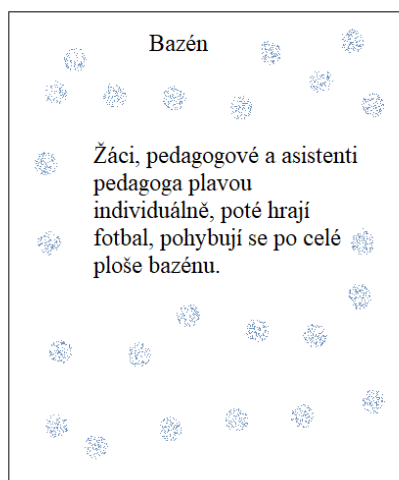 Bazén
Žáci, pedagogové a asistenti
pedagoga plavou
individuálně, poté hrají
fotbal, pohybují se po celé
ploše bazénu.